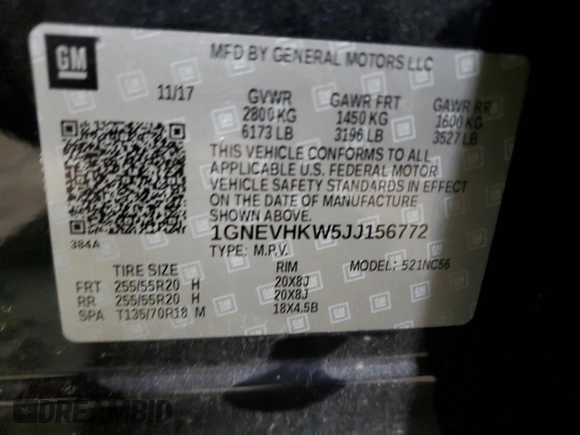 GM
MFD BY GENERAL MOTORS LLC
11/17 GVWR GAWR FRT GAWR RR
2800 KG 1450 KG 1600 KG
6173 LB 3196 LB 3527 LB
THIS VEHICLE CONFORMS TO ALL
APPLICABLE U.S. FEDERAL MOTOR
VEHICLE SAFETY STANDARDS IN EFFECT
ON THE DATE OF MANUFACTURE
SHOWN ABOVE.
384A
1GNEVHKW5JJ156772
TYPE: M.P.V. MODEL: 521NC56
TIRE SIZE RIM
FRT 255/55R20 H 20X8J
RR 255/55R20 H 20X8J
SPA T135/70R18 M 18X4.5B
DREAMBID